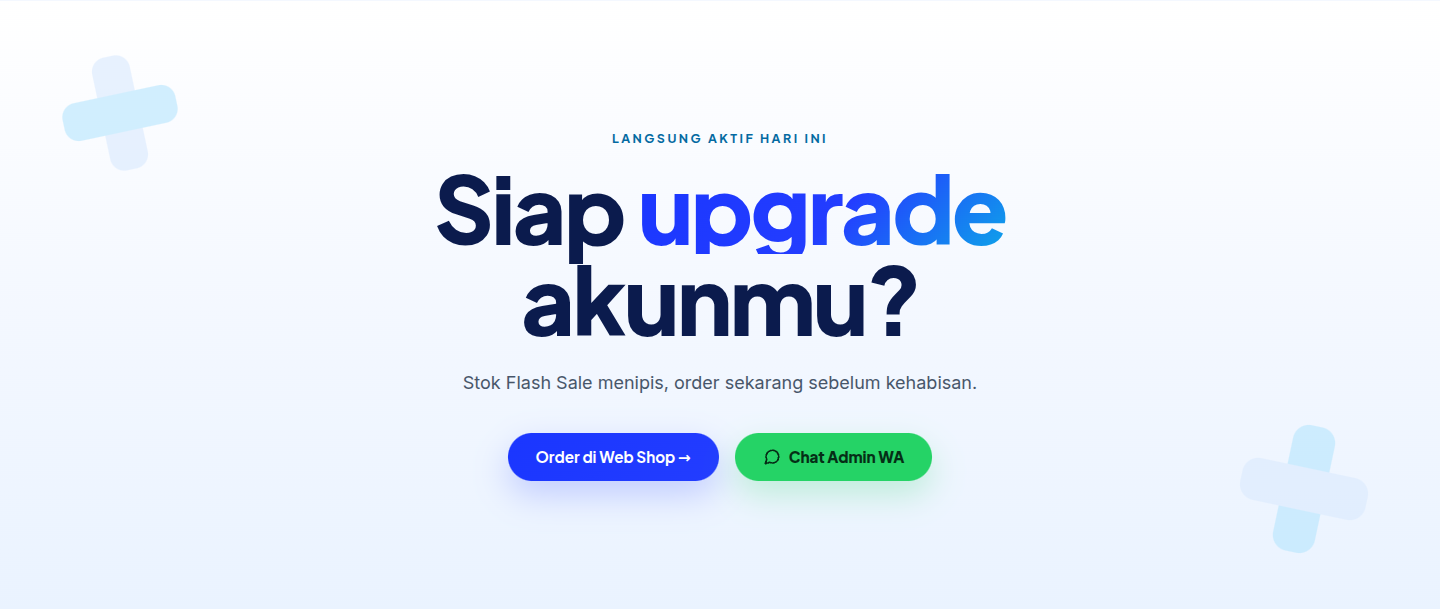 LANGSUNG AKTIF HARI INI
Siap upgrade
akunmu?
Stok Flash Sale menipis, order sekarang sebelum kehabisan.
Order di Web Shop →
Chat Admin WA